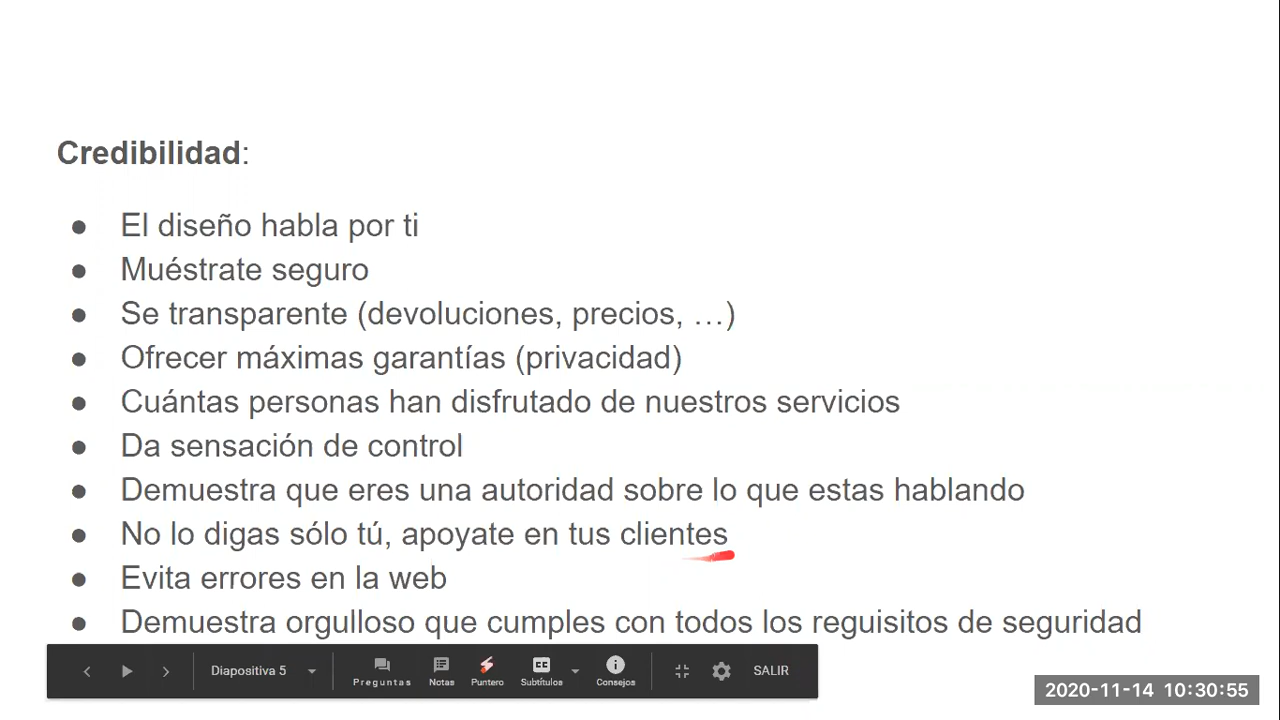 Credibilidad:
● El diseño habla por ti
● Muéstrate seguro
● Se transparente (devoluciones, precios, …)
● Ofrecer máximas garantías (privacidad)
● Cuántas personas han disfrutado de nuestros servicios
● Da sensación de control
● Demuestra que eres una autoridad sobre lo que estas hablando
● No lo digas sólo tú, apoyate en tus clientes
● Evita errores en la web
● Demuestra orgulloso que cumples con todos los reguisitos de seguridad
Diapositiva 5 Preguntas Notas Puntero CC Subtítulos Consejos SALIR
2020-11-14 10:30:55